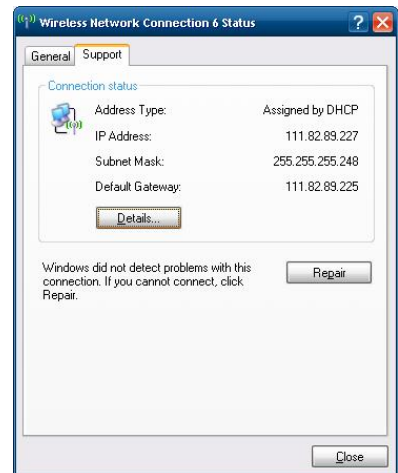 Wireless Network Connection 6 Status
General Support
Connection status
Address Type: Assigned by DHCP
IP Address: 111.82.89.227
Subnet Mask: 255.255.255.248
Default Gateway: 111.82.89.225
Details...
Windows did not detect problems with this
connection. If you cannot connect, click
Repair.
Repair
Close